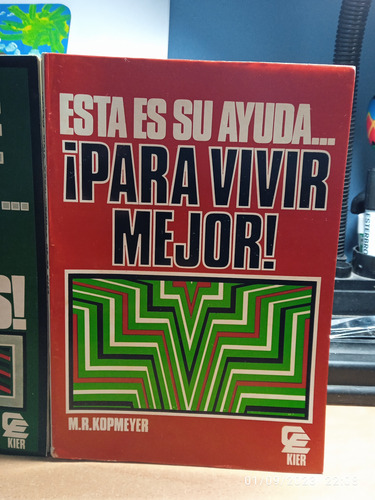 ESTA ES SU AYUDA...
¡PARA VIVIR
MEJOR!
M.R.KOPMEYER
KIER
...
S!
KIER